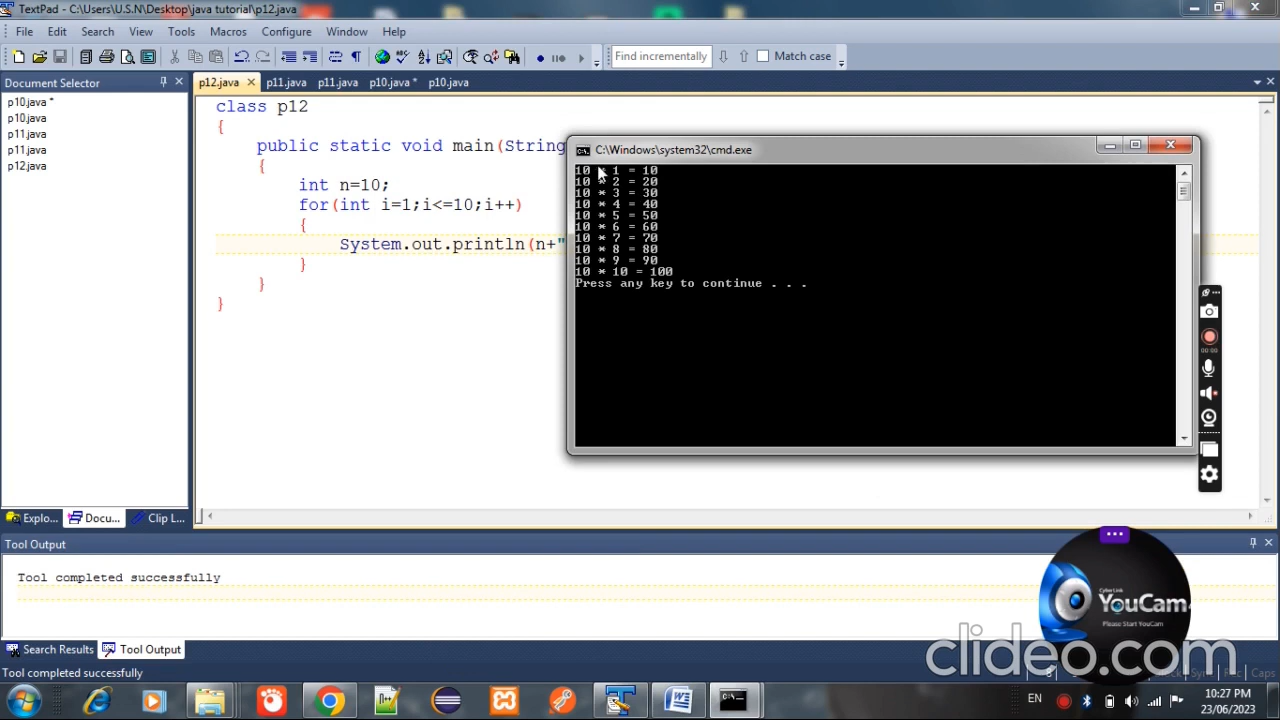 TextPad - C:\Users\U.S.N\Desktop\java tutorial\p12.java
File Edit Search View Tools Macros Configure Window Help
Find incrementally Match case
Document Selector
p12.java p11.java p11.java p10.java * p10.java
p10.java *
p10.java
p11.java
p11.java
p12.java
class p12
{
public static void main(String
{
int n=10;
for(int i=1;i<=10;i++)
{
System.out.println(n+"
}
}
}
C:\Windows\system32\cmd.exe
10 * 1 = 10
10 * 2 = 20
10 * 3 = 30
10 * 4 = 40
10 * 5 = 50
10 * 6 = 60
10 * 7 = 70
10 * 8 = 80
10 * 9 = 90
10 * 10 = 100
Press any key to continue . . .
Explo... Docu... Clip L...
Tool Output
Tool completed successfully
CyberLink
YouCam
Please Start YouCam
clideo.com
Search Results Tool Output
Tool completed successfully
Caps
EN
10:27 PM
23/06/2023